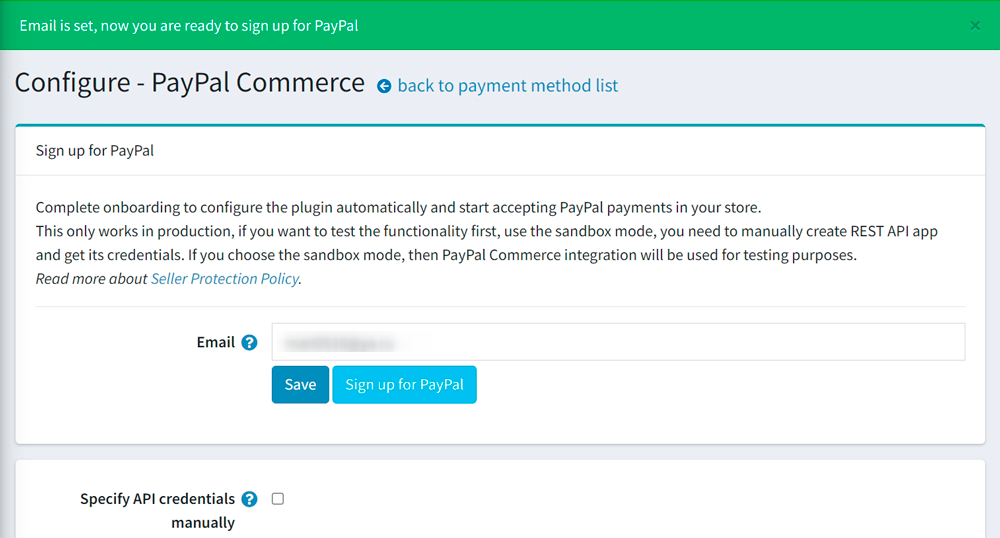 Email is set, now you are ready to sign up for PayPal ×
Configure - PayPal Commerce back to payment method list
Sign up for PayPal
Complete onboarding to configure the plugin automatically and start accepting PayPal payments in your store.
This only works in production, if you want to test the functionality first, use the sandbox mode, you need to manually create REST API app
and get its credentials. If you choose the sandbox mode, then PayPal Commerce integration will be used for testing purposes.
Read more about Seller Protection Policy.
Email ?
Save Sign up for PayPal
Specify API credentials ?
manually